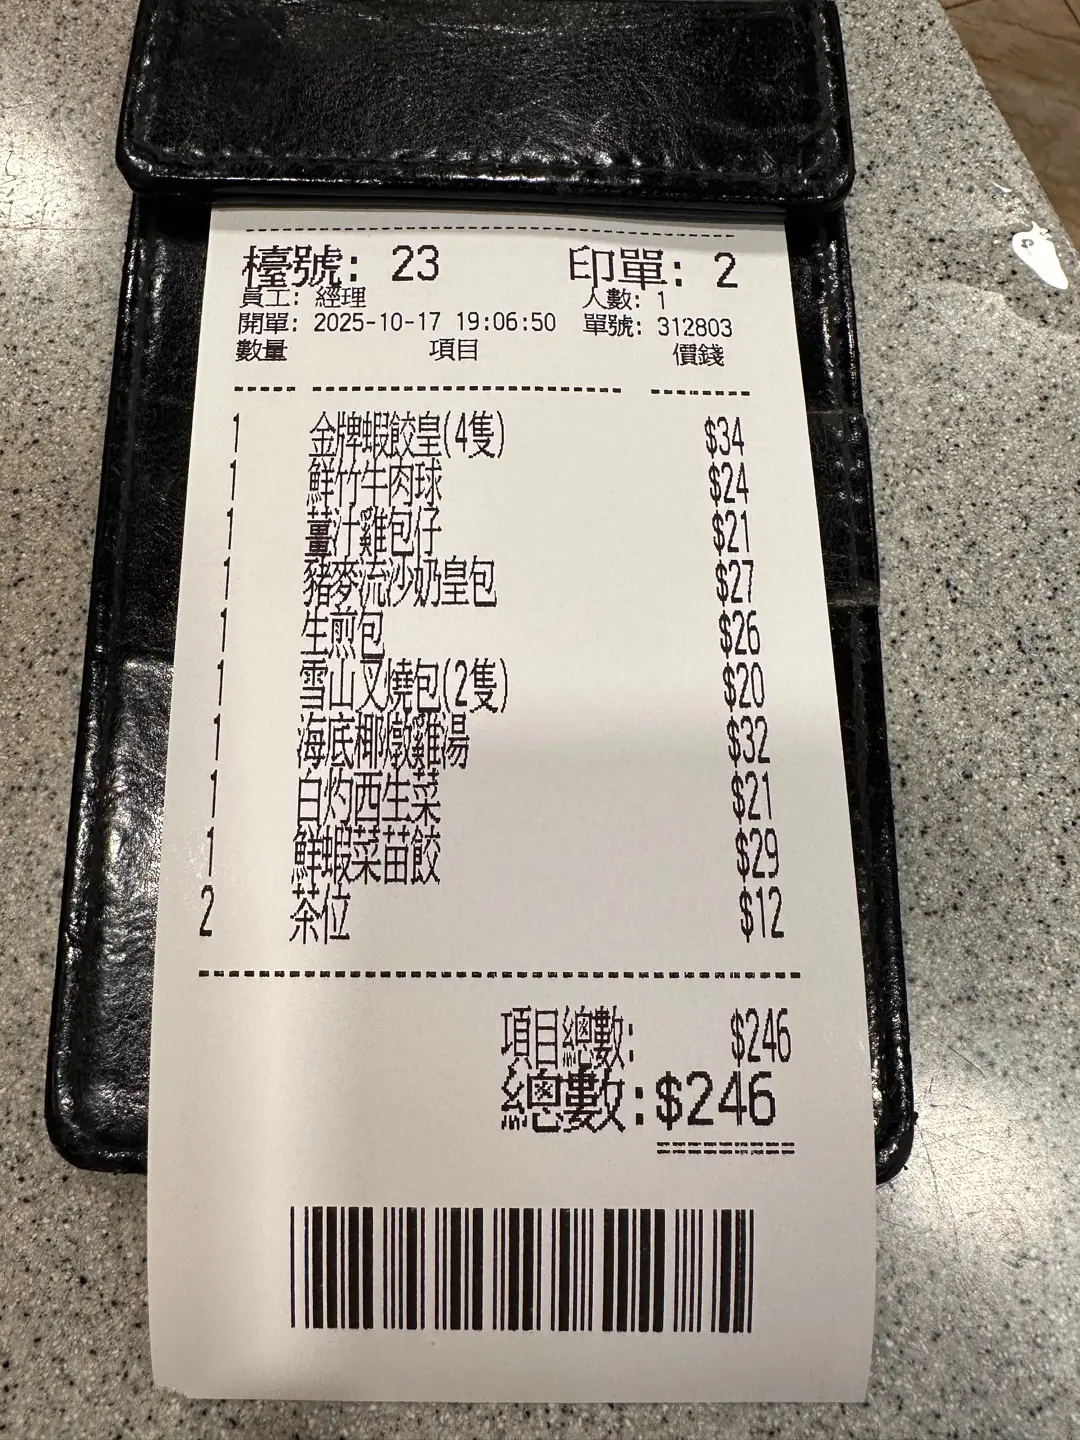 檯號: 23 印單: 2
員工: 經理 人數: 1
開單: 2025-10-17 19:06:50 單號: 312803
數量 項目 價錢
1 金牌蝦餃皇(4隻) $34
1 鮮竹牛肉球 $24
1 薑汁雞包仔 $21
1 豬麥流沙奶皇包 $27
1 生煎包 $26
1 雪山叉燒包(2隻) $20
1 海底椰燉雞湯 $32
1 白灼西生菜 $21
1 鮮蝦菜苗餃 $29
2 茶位 $12
項目總數: $246
總數: $246